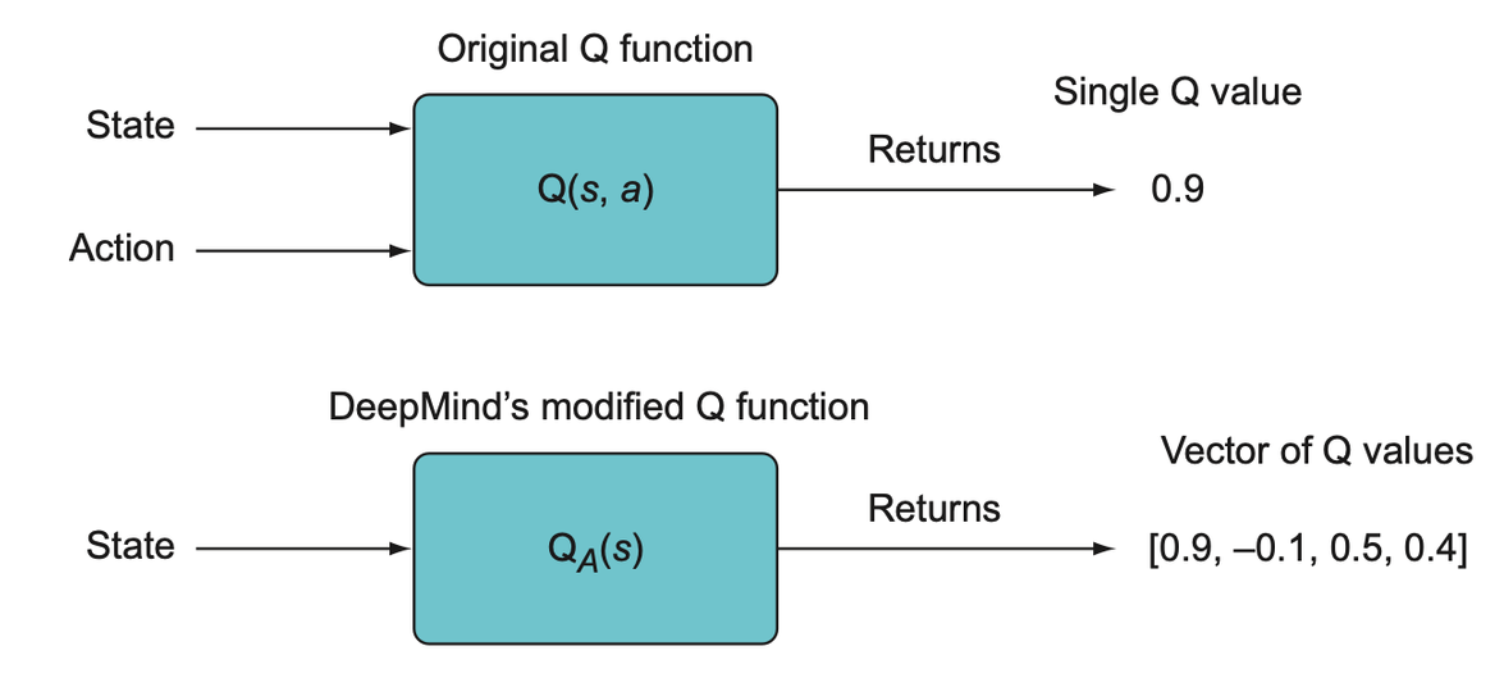 Original Q function
Single Q value
State
Returns
Q(s, a)
0.9
Action
DeepMind’s modified Q function
Vector of Q values
Returns
State
Q_A(s)
[0.9, –0.1, 0.5, 0.4]